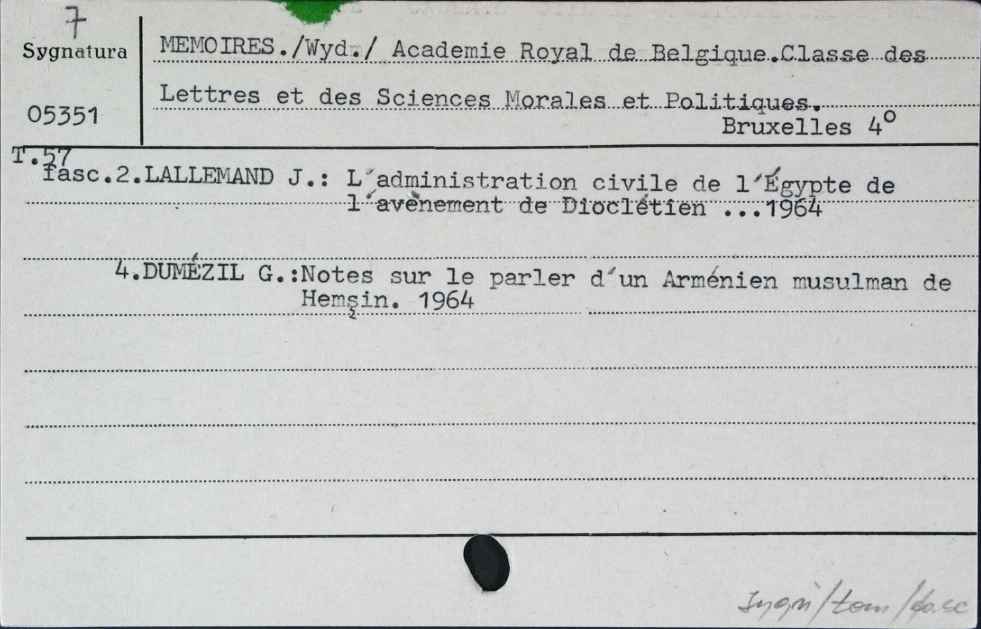 7
Sygnatura
05351
MEMOIRES./Wyd./ Academie Royal de Belgique.Classe des
Lettres et des Sciences Morales et Politiques.
Bruxelles 4°
T.57
fasc.2.LALLEMAND J.: L´administration civile de l´Égypte de
l´avènement de Dioclétien ...1964
4.DUMÉZIL G.:Notes sur le parler d´un Arménien musulman de
Hemşin. 1964
/tom/